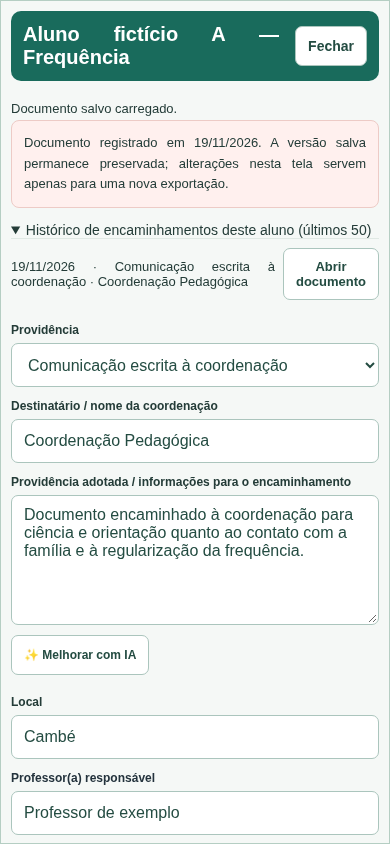 Aluno fictício A —
Frequência
Fechar
Documento salvo carregado.
Documento registrado em 19/11/2026. A versão salva
permanece preservada; alterações nesta tela servem
apenas para uma nova exportação.
▼ Histórico de encaminhamentos deste aluno (últimos 50)
19/11/2026 · Comunicação escrita à
coordenação · Coordenação Pedagógica
Abrir
documento
Providência
Comunicação escrita à coordenação
Destinatário / nome da coordenação
Coordenação Pedagógica
Providência adotada / informações para o encaminhamento
Documento encaminhado à coordenação para
ciência e orientação quanto ao contato com a
família e à regularização da frequência.
✨ Melhorar com IA
Local
Cambé
Professor(a) responsável
Professor de exemplo